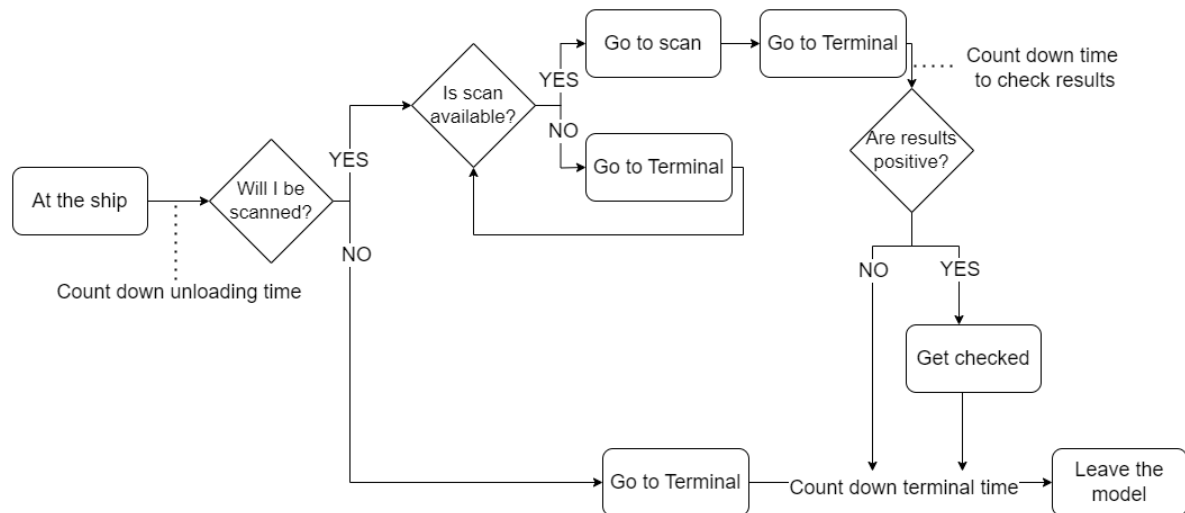 At the ship
Count down unloading time
Will I be
scanned?
YES
NO
Is scan
available?
YES
NO
Go to scan
Go to Terminal
Go to Terminal
Count down time
to check results
Are results
positive?
NO
YES
Get checked
Go to Terminal
Count down terminal time
Leave the
model